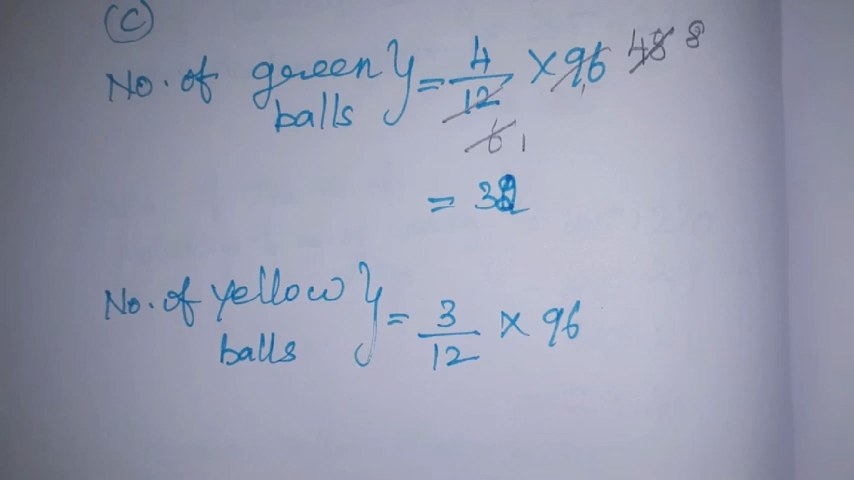 (C)
No. of green balls } = 4/12 × 96 48 8
6 1
= 32
No. of yellow balls } = 3/12 × 96